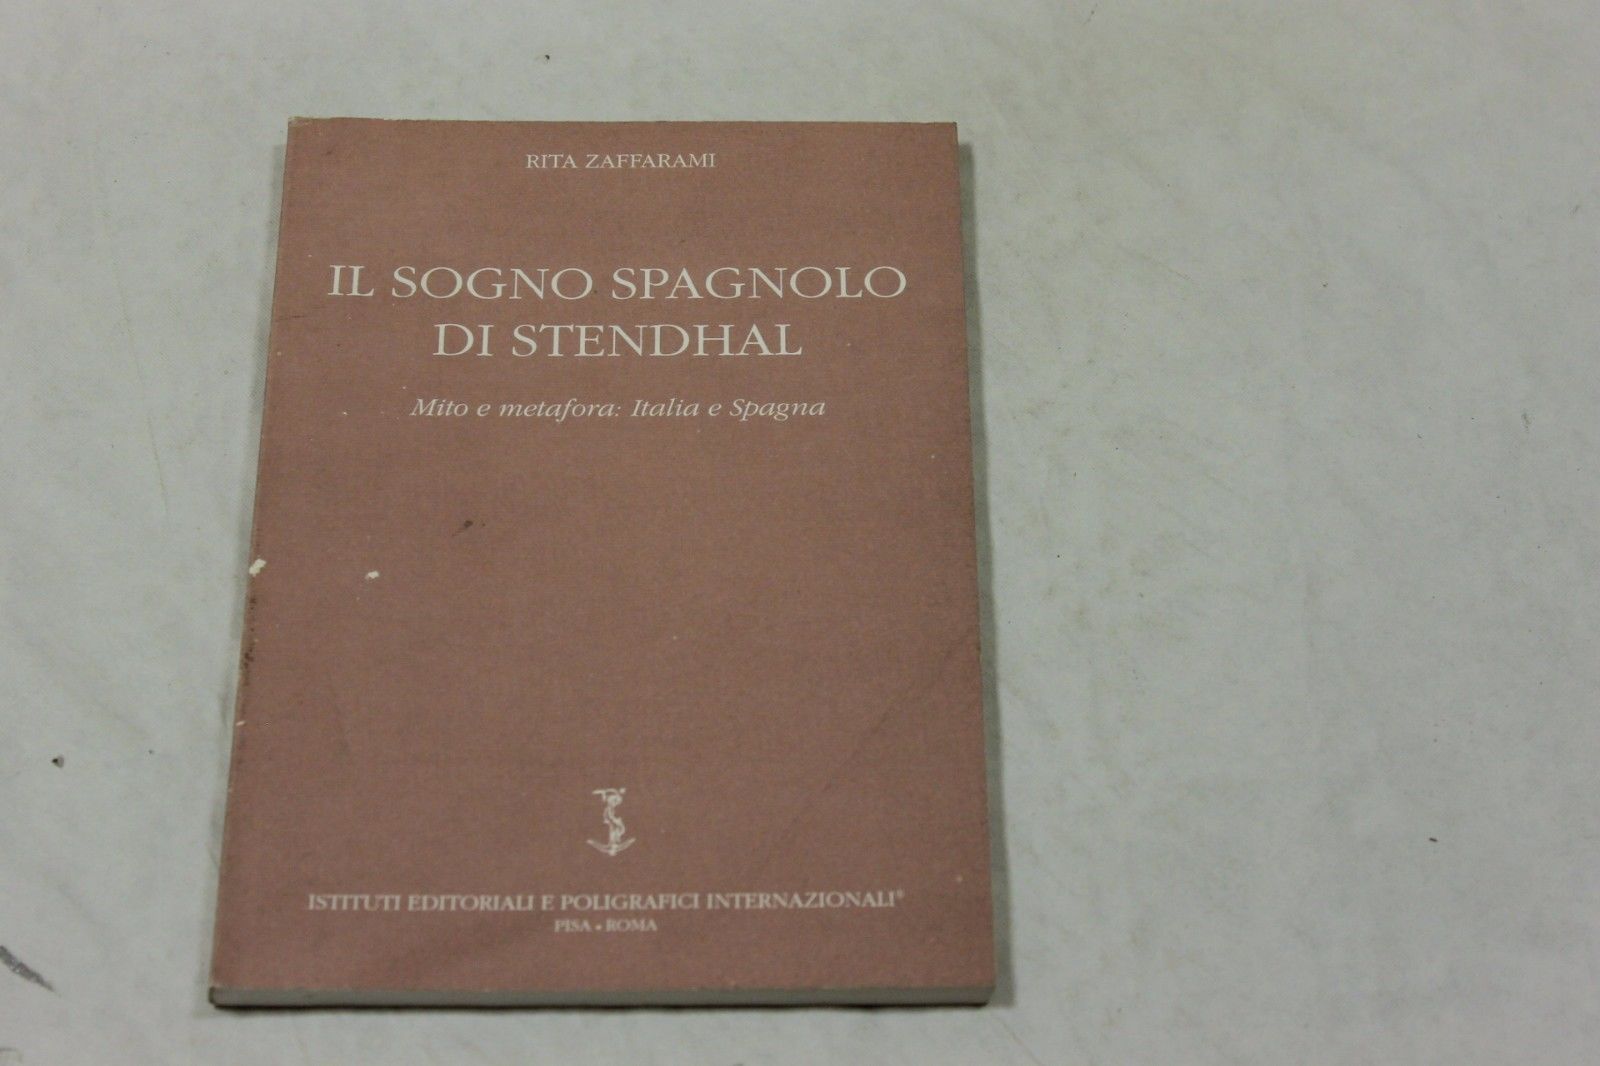 RITA ZAFFARAMI
IL SOGNO SPAGNOLO
DI STENDHAL
Mito e metafora: Italia e Spagna
ISTITUTI EDITORIALI E POLIGRAFICI INTERNAZIONALI®
PISA • ROMA